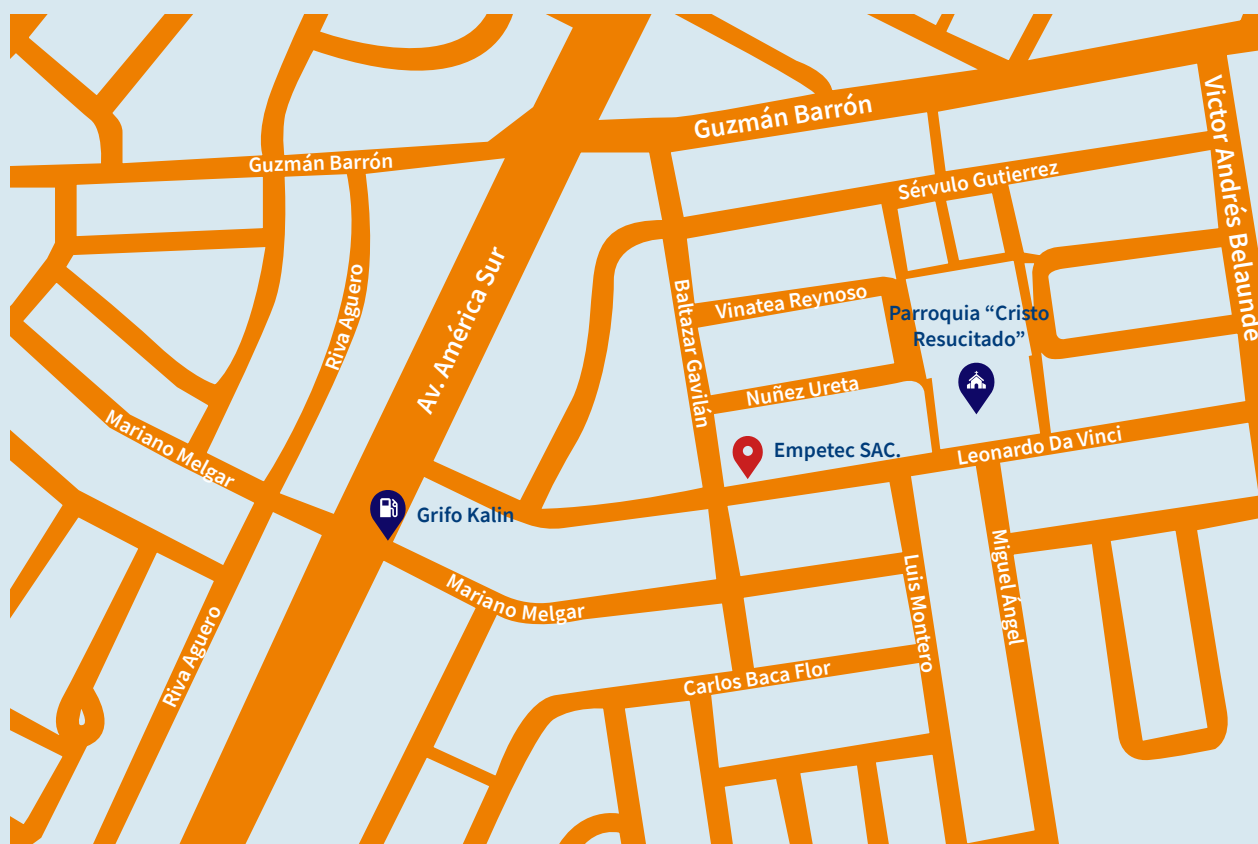 Guzmán Barrón
Victor Andrés Belaunde
Guzmán Barrón
Sérvulo Gutierrez
Av. América Sur
Riva Aguero
Baltazar Gavilán
Vinatea Reynoso
Parroquia “Cristo
Resucitado”
Nuñez Ureta
Mariano Melgar
Empetec SAC.
Leonardo Da Vinci
Grifo Kalin
Luis Montero
Miguel Ángel
Mariano Melgar
Riva Aguero
Carlos Baca Flor